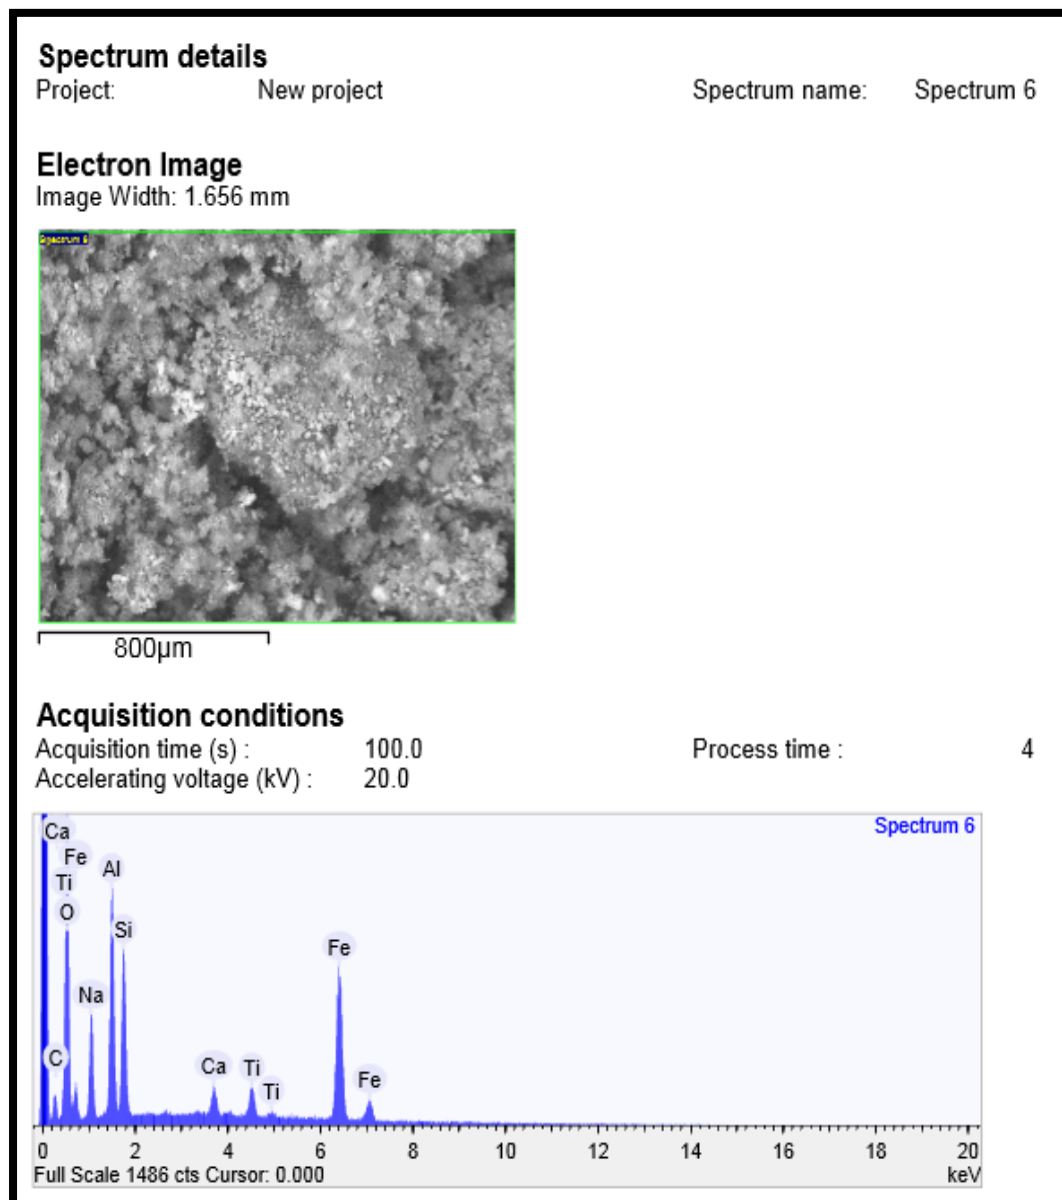 Spectrum details
Project: New project Spectrum name: Spectrum 6
Electron Image
Image Width: 1.656 mm
Spectrum 6
800µm
Acquisition conditions
Acquisition time (s) : 100.0 Process time : 4
Accelerating voltage (kV) : 20.0
Spectrum 6
Ca
Fe
Ti
Al
O
Si
Fe
Na
C
Ca
Ti
Ti
Fe
0 2 4 6 8 10 12 14 16 18 20
Full Scale 1486 cts Cursor: 0.000 keV